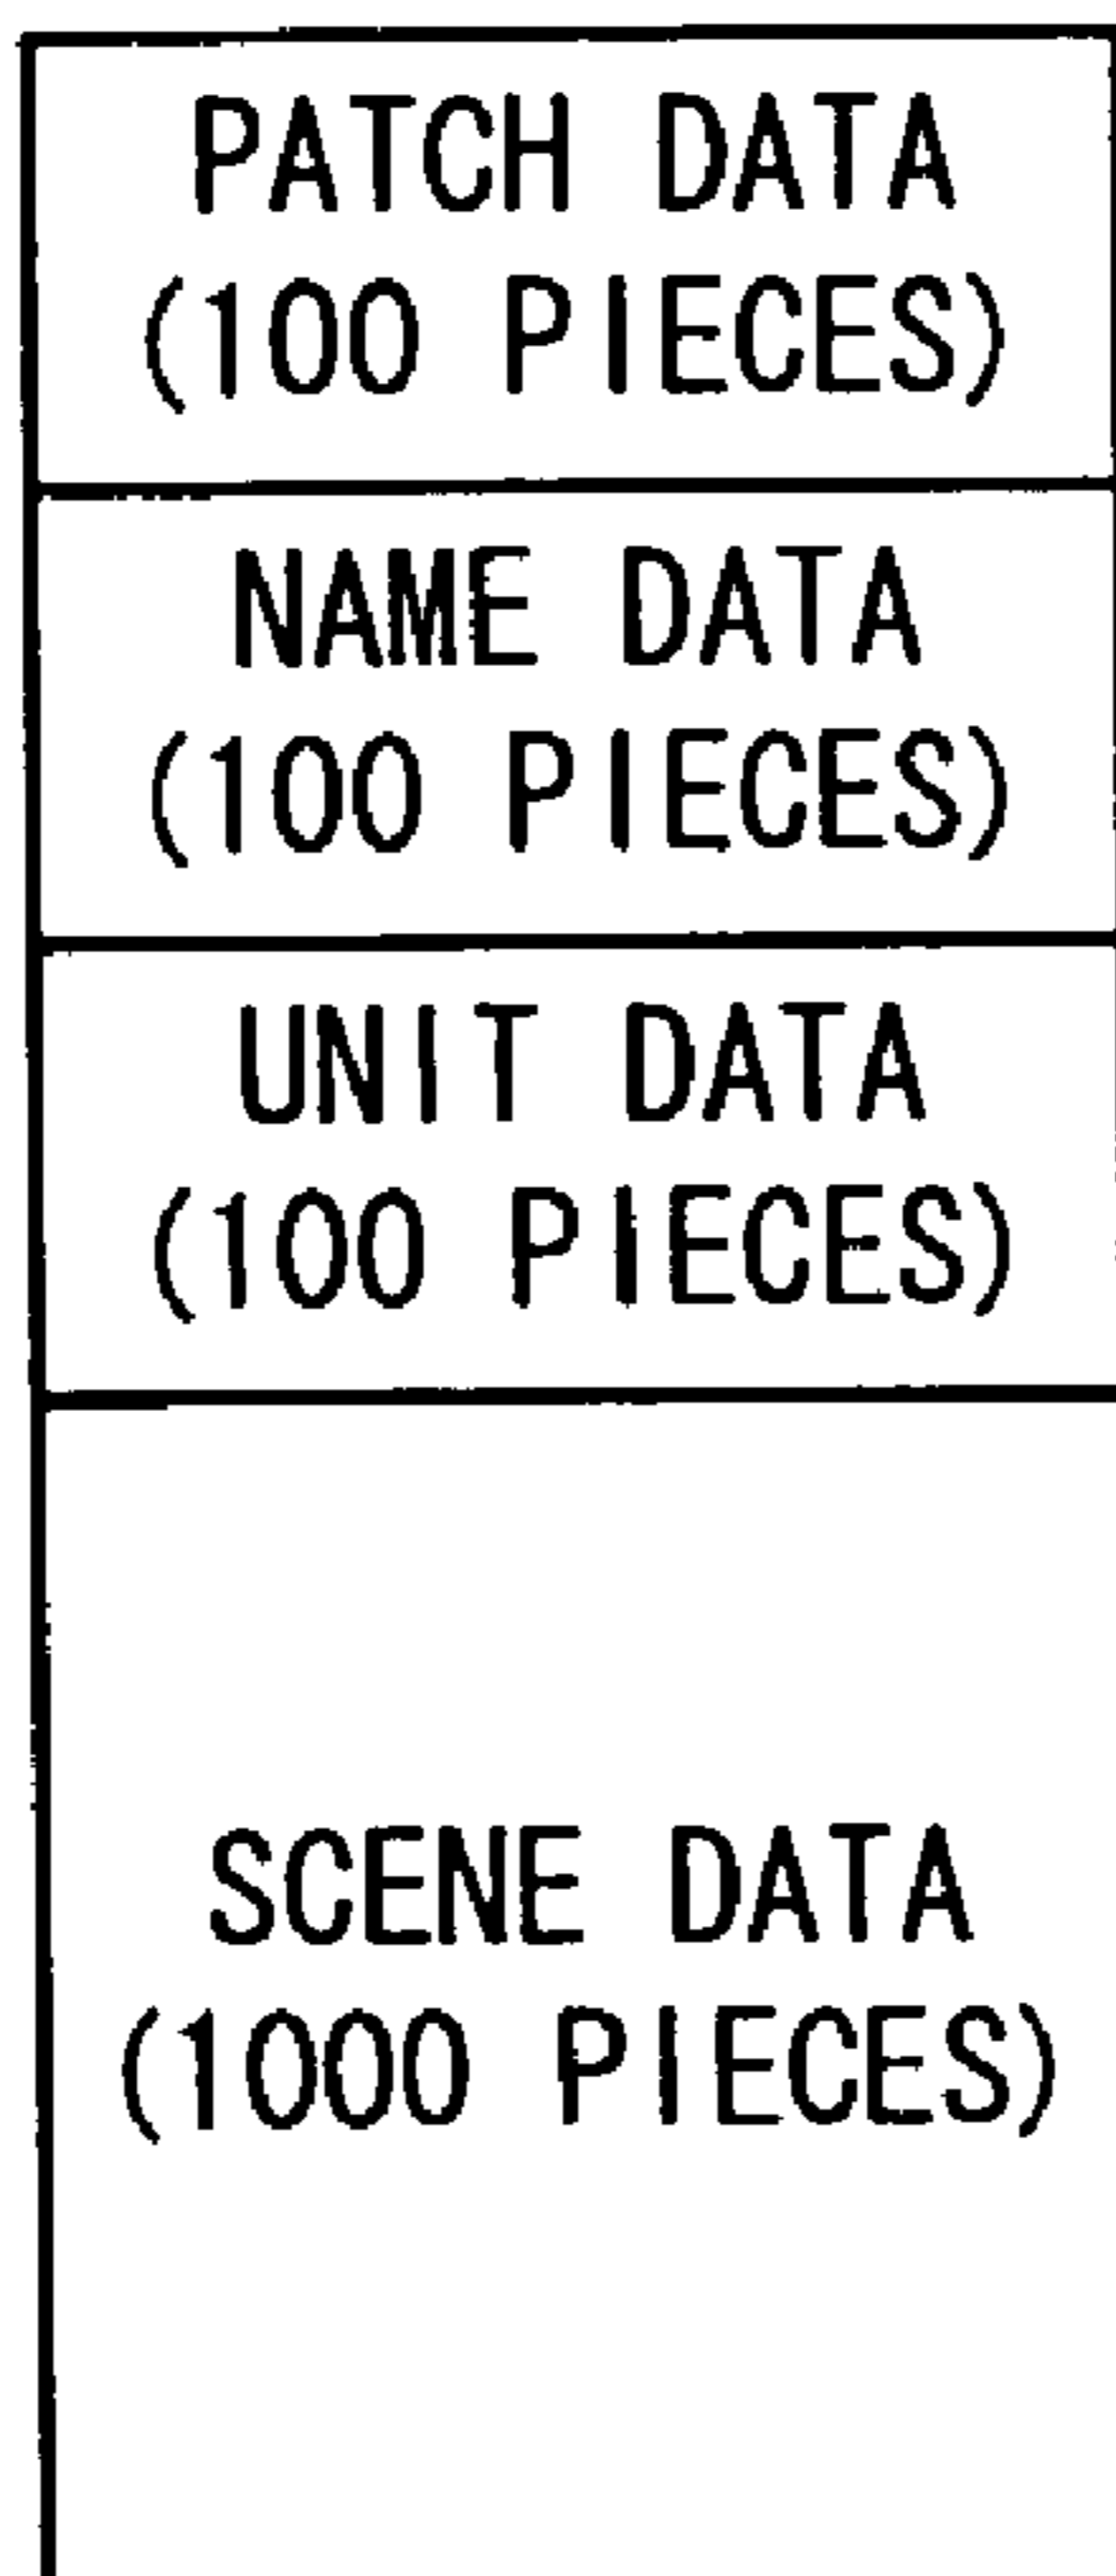 PATCH DATA
(100 PIECES)
NAME DATA
(100 PIECES)
UNIT DATA
(100 PIECES)
SCENE DATA
(1000 PIECES)